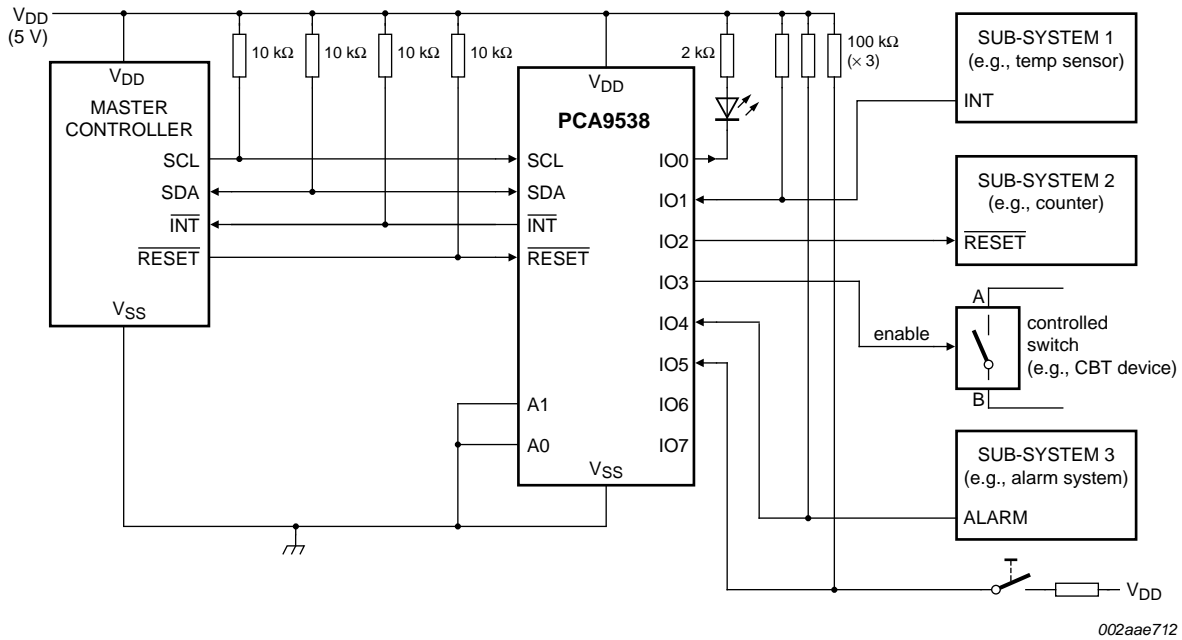 VDD
(5 V)
10 kΩ
10 kΩ
10 kΩ
10 kΩ
2 kΩ
100 kΩ
(× 3)
VDD
MASTER
CONTROLLER
SCL
SDA
INT
RESET
VSS
VDD
PCA9538
SCL
SDA
INT
RESET
A1
A0
VSS
IO0
IO1
IO2
IO3
IO4
IO5
IO6
IO7
SUB-SYSTEM 1
(e.g., temp sensor)
INT
SUB-SYSTEM 2
(e.g., counter)
RESET
enable
A
B
controlled
switch
(e.g., CBT device)
SUB-SYSTEM 3
(e.g., alarm system)
ALARM
VDD
002aae712